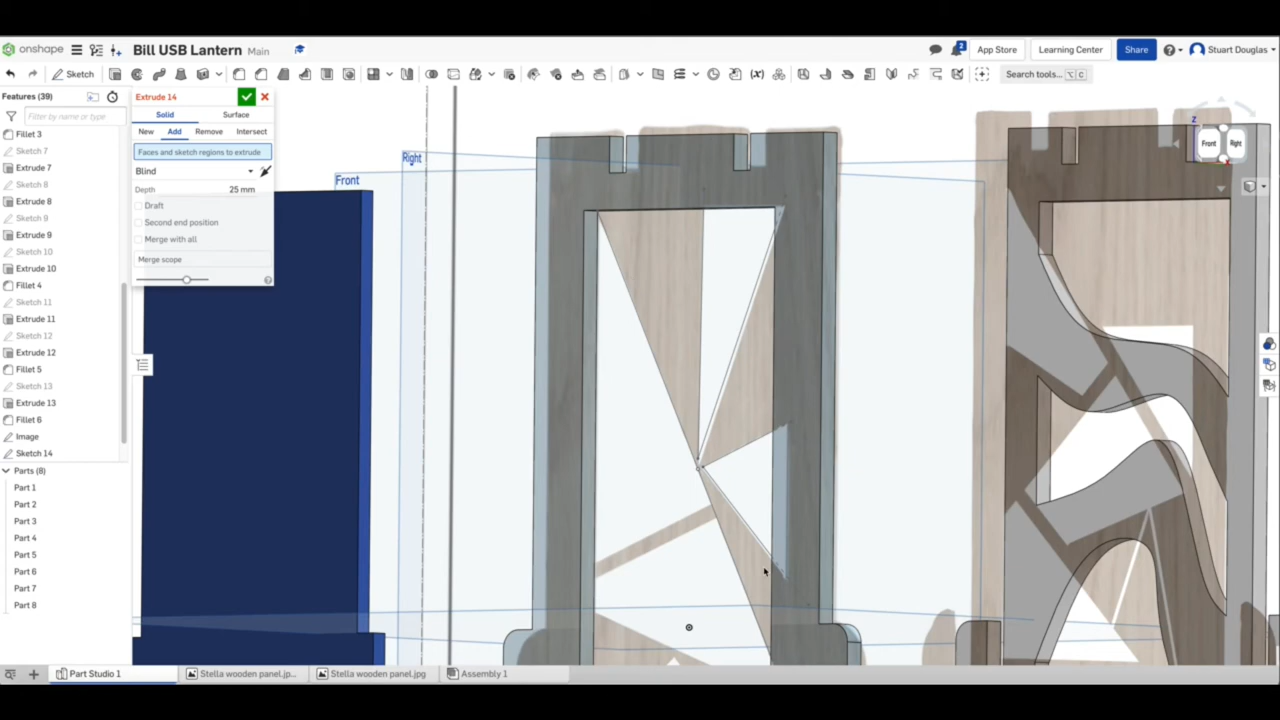 onshape Bill USB Lantern Main 2 App Store Learning Center Share Stuart Douglas
Sketch (x) Search tools... ⌥ C
Features (39)
Filter by name or type
Fillet 3
Sketch 7
Extrude 7
Sketch 8
Extrude 8
Sketch 9
Extrude 9
Sketch 10
Extrude 10
Fillet 4
Sketch 11
Extrude 11
Sketch 12
Extrude 12
Fillet 5
Sketch 13
Extrude 13
Fillet 6
Image
Sketch 14
Parts (8)
Part 1
Part 2
Part 3
Part 4
Part 5
Part 6
Part 7
Part 8
Extrude 14
Solid Surface
New Add Remove Intersect
Faces and sketch regions to extrude
Blind
Depth 25 mm
Draft
Second end position
Merge with all
Merge scope
Front
Right
Z
Front Right
Part Studio 1 Stella wooden panel.jp... Stella wooden panel.jpg Assembly 1